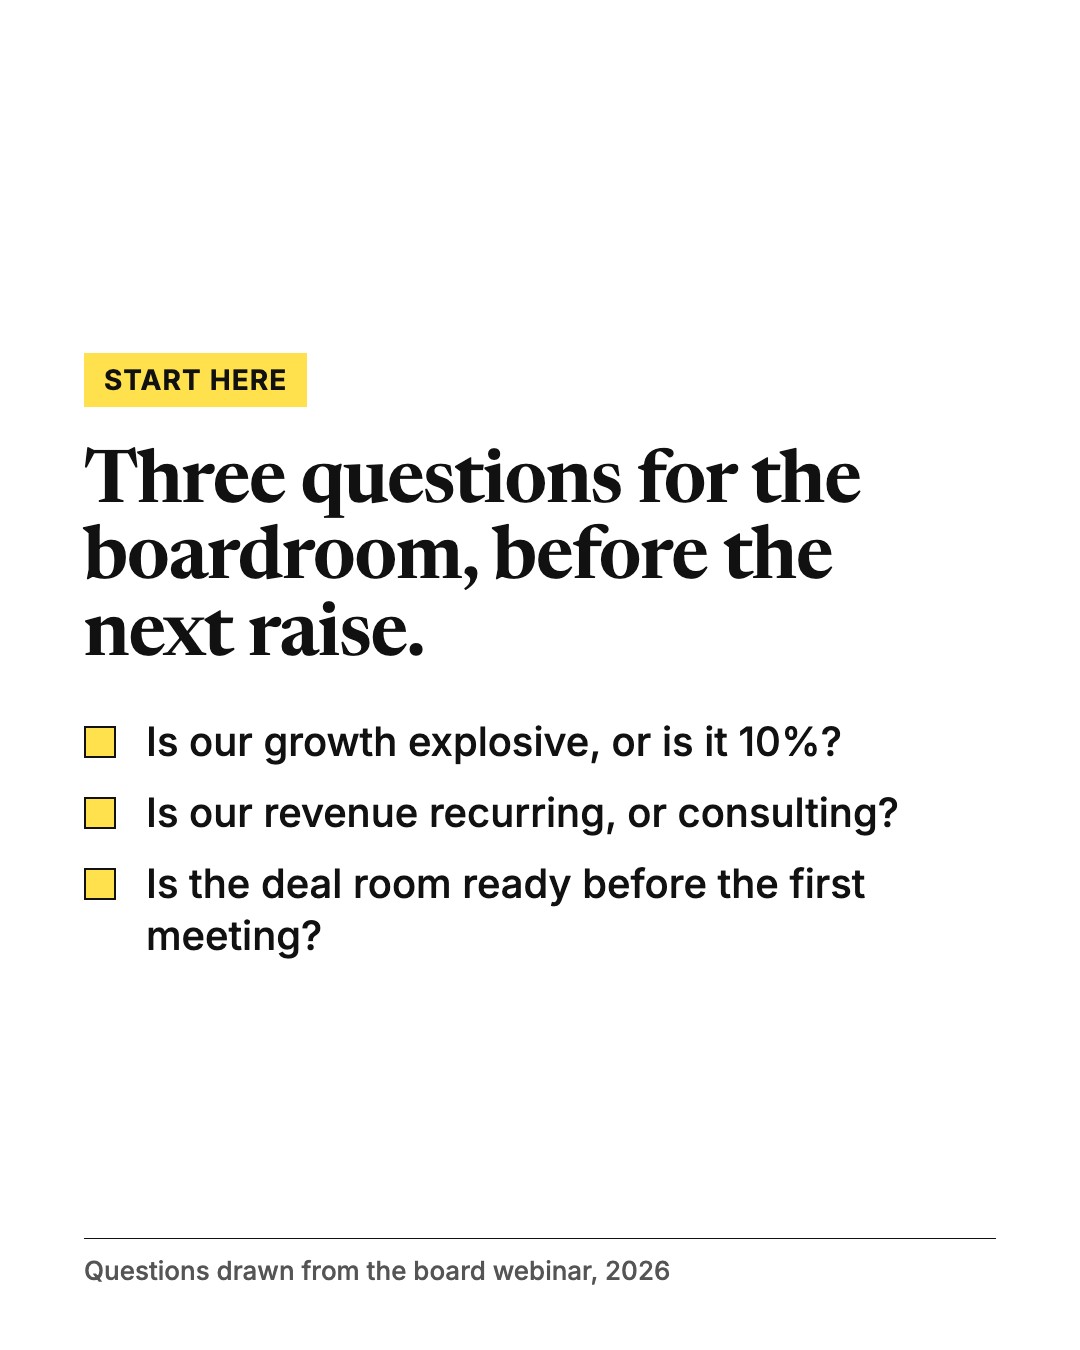 START HERE
Three questions for the
boardroom, before the
next raise.
Is our growth explosive, or is it 10%?
Is our revenue recurring, or consulting?
Is the deal room ready before the first
meeting?
Questions drawn from the board webinar, 2026